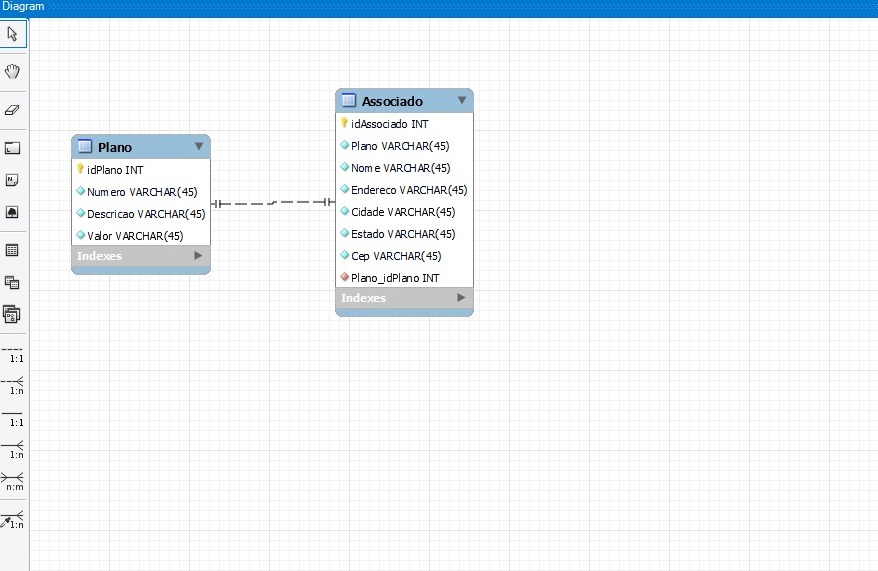 Diagram
Plano
idPlano INT
Numero VARCHAR(45)
Descricao VARCHAR(45)
Valor VARCHAR(45)
Indexes
Associado
idAssociado INT
Plano VARCHAR(45)
Nome VARCHAR(45)
Endereco VARCHAR(45)
Cidade VARCHAR(45)
Estado VARCHAR(45)
Cep VARCHAR(45)
Plano_idPlano INT
Indexes
1:1
1:n
1:1
1:n
n:m
1:n